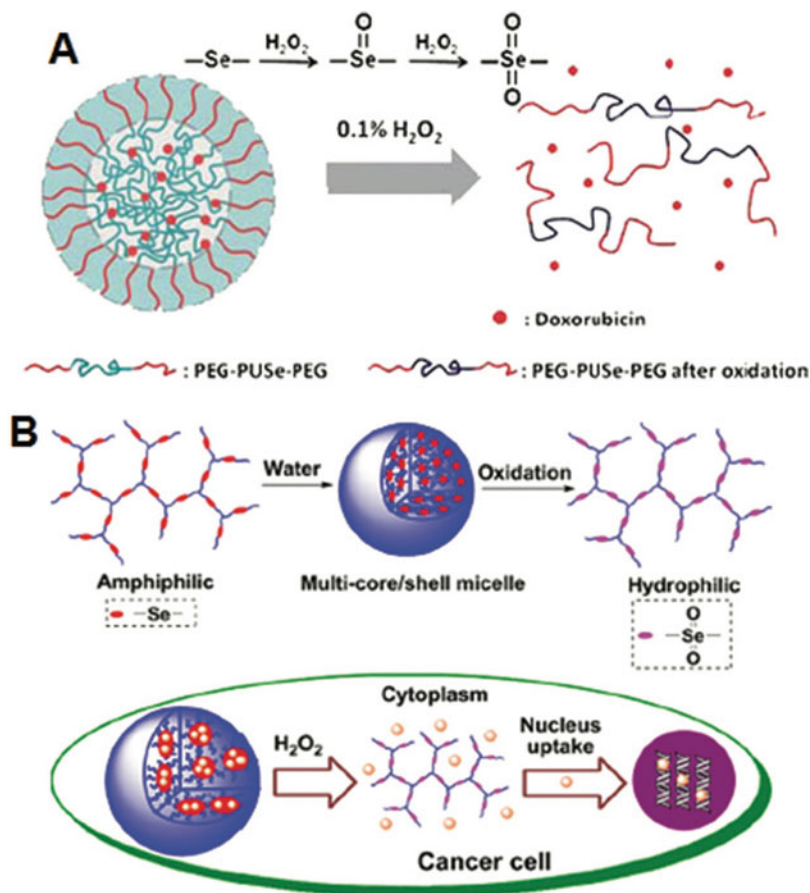 A
—Se— H₂O₂ —Se— H₂O₂ —Se—
O
O
O
0.1% H₂O₂
: Doxorubicin
: PEG-PUSe-PEG
: PEG-PUSe-PEG after oxidation
B
Water
Oxidation
Amphiphilic
Multi-core/shell micelle
Hydrophilic
—Se—
O
—Se—
O
Cytoplasm
H₂O₂
Nucleus
uptake
Cancer cell